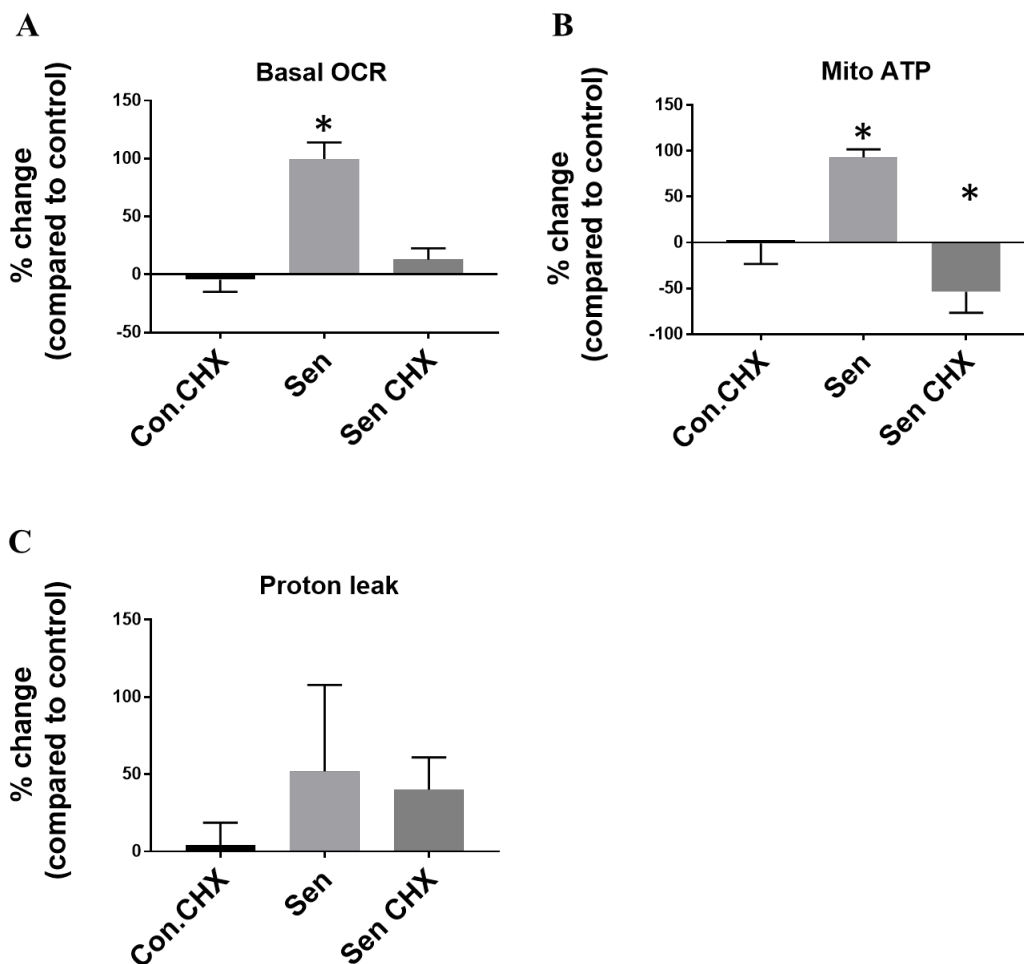 A
Basal OCR
% change
(compared to control)
150
100
50
0
-50
*
Con.CHX
Sen
Sen CHX
B
Mito ATP
% change
(compared to control)
150
100
50
0
-50
-100
*
*
Con.CHX
Sen
Sen CHX
C
Proton leak
% change
(compared to control)
150
100
50
0
Con.CHX
Sen
Sen CHX